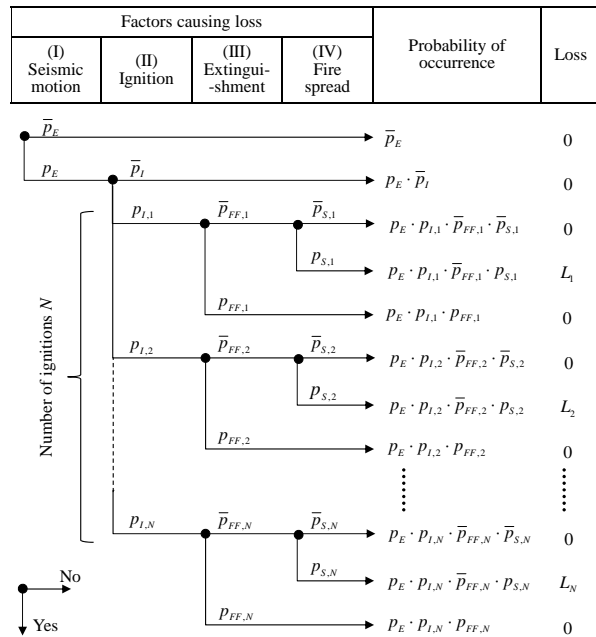 Factors causing loss
Probability of occurrence
Loss
(I) Seismic motion
(II) Ignition
(III) Extingui- -shment
(IV) Fire spread
p̅_E
p̅_E
0
p_E
p̅_I
p_E · p̅_I
0
p_{I,1}
p̅_{FF,1}
p̅_{S,1}
p_E · p_{I,1} · p̅_{FF,1} · p̅_{S,1}
0
p_{S,1}
p_E · p_{I,1} · p̅_{FF,1} · p_{S,1}
L_1
p_{FF,1}
p_E · p_{I,1} · p_{FF,1}
0
Number of ignitions N
p_{I,2}
p̅_{FF,2}
p̅_{S,2}
p_E · p_{I,2} · p̅_{FF,2} · p̅_{S,2}
0
p_{S,2}
p_E · p_{I,2} · p̅_{FF,2} · p_{S,2}
L_2
p_{FF,2}
p_E · p_{I,2} · p_{FF,2}
0
p_{I,N}
p̅_{FF,N}
p̅_{S,N}
p_E · p_{I,N} · p̅_{FF,N} · p̅_{S,N}
0
p_{S,N}
p_E · p_{I,N} · p̅_{FF,N} · p_{S,N}
L_N
p_{FF,N}
p_E · p_{I,N} · p_{FF,N}
0
No
Yes